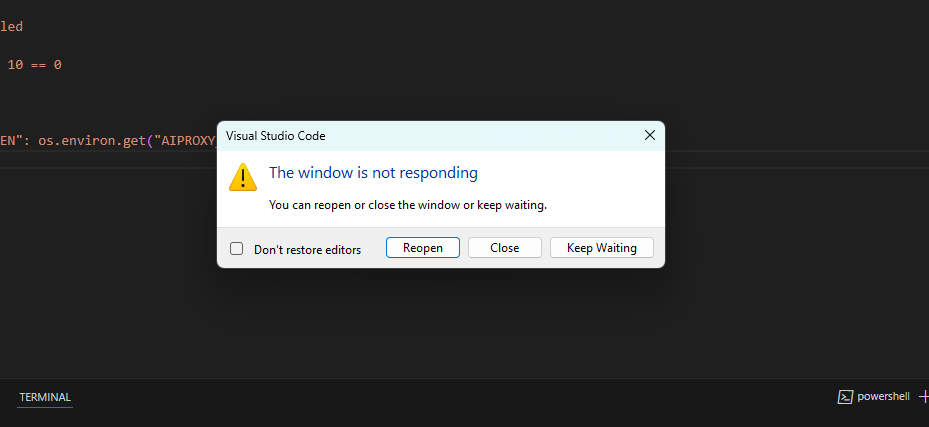 led
10 == 0
EN": os.environ.get("AIPROXY_
Visual Studio Code
The window is not responding
You can reopen or close the window or keep waiting.
Don't restore editors
Reopen
Close
Keep Waiting
TERMINAL
powershell